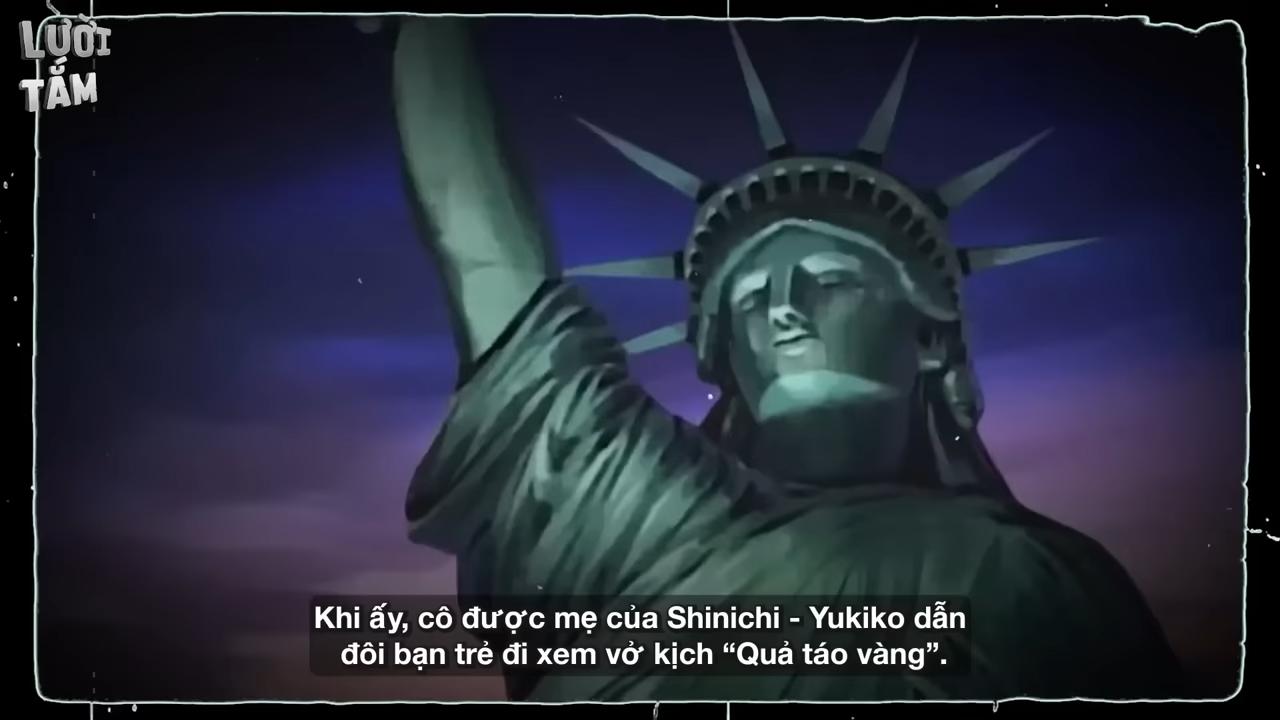 LƯỜI
TẮM
Khi ấy, cô được mẹ của Shinichi - Yukiko dẫn
đôi bạn trẻ đi xem vở kịch “Quả táo vàng”.